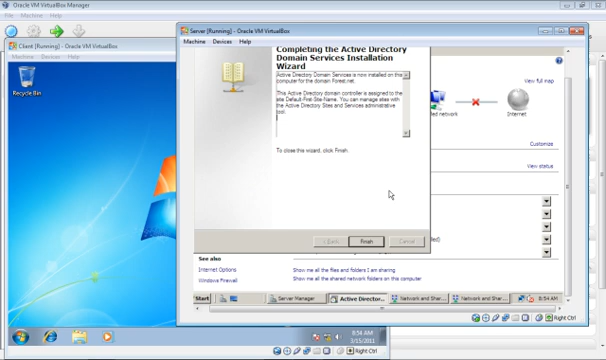 Oracle VM VirtualBox Manager
File Machine Help
Client [Running] - Oracle VM VirtualBox
Machine Devices Help
Recycle Bin
Server [Running] - Oracle VM VirtualBox
Machine Devices Help
Completing the Active Directory
Domain Services Installation
Wizard
Active Directory Domain Services is now installed on this
computer for the domain Forest.net.
This Active Directory domain controller is assigned to the
site Default-First-Site-Name. You can manage sites with
the Active Directory Sites and Services administrative
tool.
To close this wizard, click Finish.
< Back
Finish
Cancel
View full map
network
Internet
Customize
View status
See also
Internet Options
Windows Firewall
Show me all the files and folders I am sharing
Show me all the shared network folders on this computer
Start
Server Manager
Active Director...
Network and Shar...
Network and Shar...
8:54 AM
Right Ctrl
8:54 AM
3/15/2011
Right Ctrl